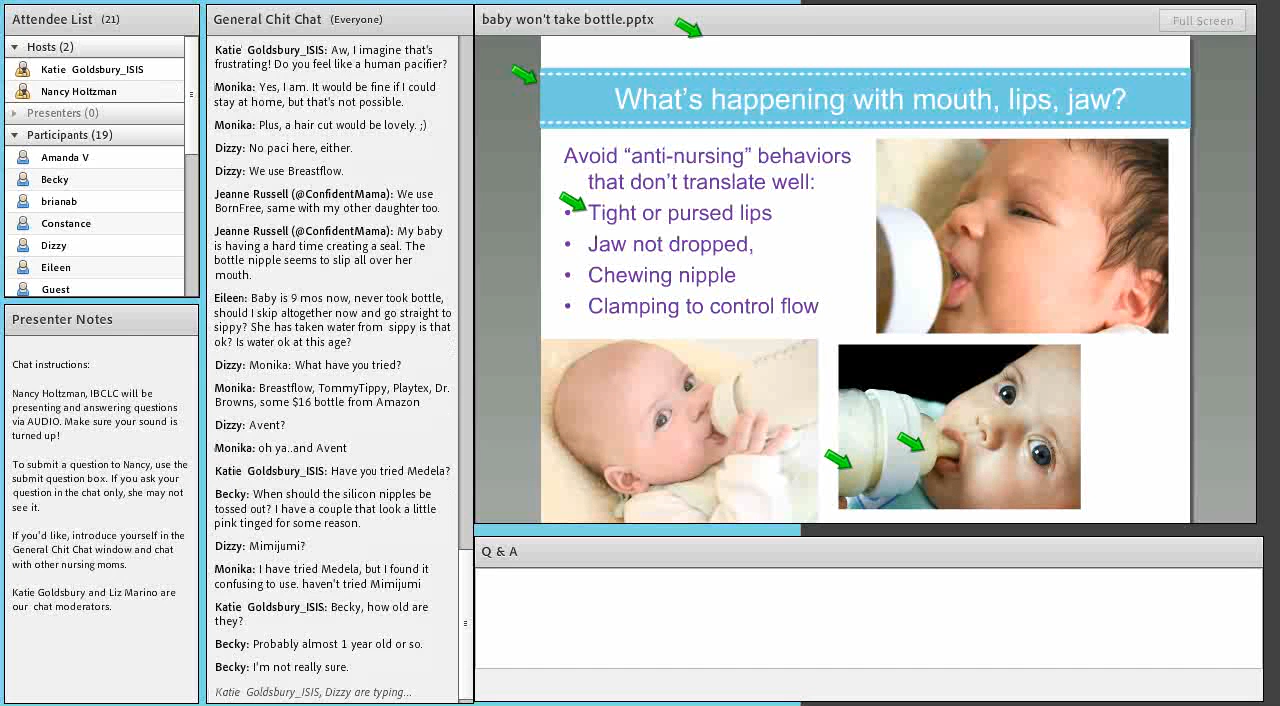 Attendee List (21)
Hosts (2)
Katie Goldsbury_ISIS
Nancy Holtzman
Presenters (0)
Participants (19)
Amanda V
Becky
brianab
Constance
Dizzy
Eileen
Guest
Presenter Notes
Chat instructions:
Nancy Holtzman, IBCLC will be
presenting and answering questions
via AUDIO. Make sure your sound is
turned up!
To submit a question to Nancy, use the
submit question box. If you ask your
question in the chat only, she may not
see it.
If you'd like, introduce yourself in the
General Chit Chat window and chat
with other nursing moms.
Katie Goldsbury and Liz Marino are
our chat moderators.
General Chit Chat (Everyone)
Katie Goldsbury_ISIS: Aw, I imagine that's
frustrating! Do you feel like a human pacifier?
Monika: Yes, I am. It would be fine if I could
stay at home, but that's not possible.
Monika: Plus, a hair cut would be lovely. ;)
Dizzy: No paci here, either.
Dizzy: We use Breastflow.
Jeanne Russell (@ConfidentMama): We use
BornFree, same with my other daughter too.
Jeanne Russell (@ConfidentMama): My baby
is having a hard time creating a seal. The
bottle nipple seems to slip all over her
mouth.
Eileen: Baby is 9 mos now, never took bottle,
should I skip altogether now and go straight to
sippy? She has taken water from sippy is that
ok? Is water ok at this age?
Dizzy: Monika: What have you tried?
Monika: Breastflow, TommyTippy, Playtex, Dr.
Browns, some $16 bottle from Amazon
Dizzy: Avent?
Monika: oh ya..and Avent
Katie Goldsbury_ISIS: Have you tried Medela?
Becky: When should the silicon nipples be
tossed out? I have a couple that look a little
pink tinged for some reason.
Dizzy: Mimijumi?
Monika: I have tried Medela, but I found it
confusing to use. haven't tried Mimijumi
Katie Goldsbury_ISIS: Becky, how old are
they?
Becky: Probably almost 1 year old or so.
Becky: I'm not really sure.
Katie Goldsbury_ISIS, Dizzy are typing...
baby won't take bottle.pptx
Full Screen
What's happening with mouth, lips, jaw?
Avoid "anti-nursing" behaviors
that don't translate well:
• Tight or pursed lips
• Jaw not dropped,
• Chewing nipple
• Clamping to control flow
Q & A